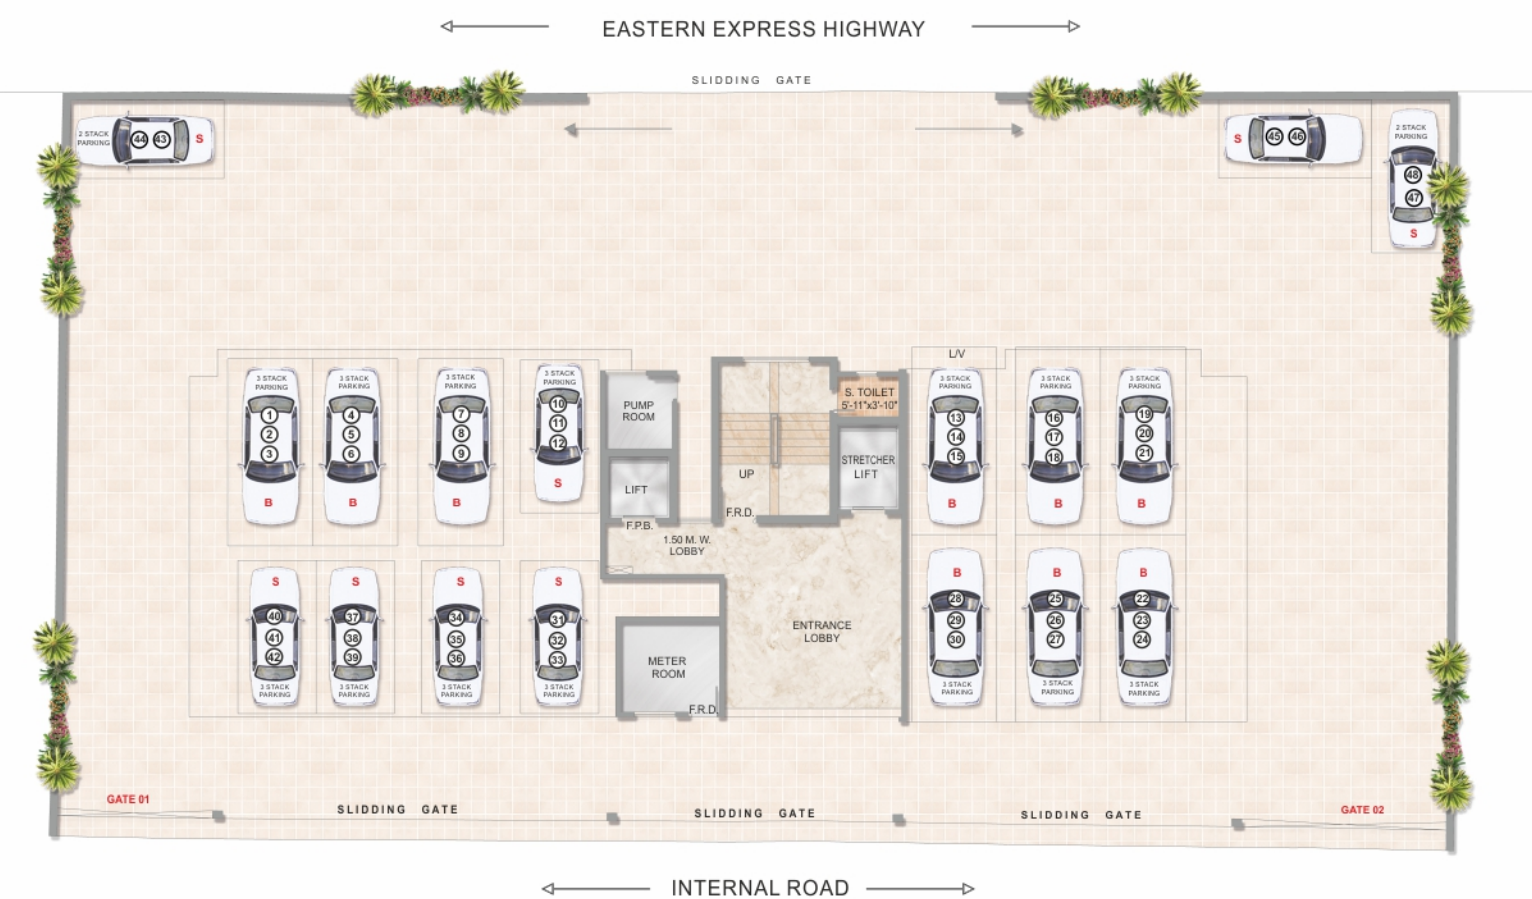 EASTERN EXPRESS HIGHWAY
SLIDDING GATE
2 STACK
PARKING
44 43 S
S 45 46
2 STACK
PARKING
48
47
S
3 STACK
PARKING
1
2
3
B
3 STACK
PARKING
4
5
6
B
3 STACK
PARKING
7
8
9
B
3 STACK
PARKING
10
11
12
S
PUMP
ROOM
LIFT
F.P.B.
1.50 M. W.
LOBBY
UP
F.R.D.
S. TOILET
5'-11"x3'-10"
STRETCHER
LIFT
L/V
3 STACK
PARKING
13
14
15
B
3 STACK
PARKING
16
17
18
B
3 STACK
PARKING
19
20
21
B
S
40
41
42
3 STACK
PARKING
S
37
38
39
3 STACK
PARKING
S
34
35
36
3 STACK
PARKING
S
31
32
33
3 STACK
PARKING
METER
ROOM
F.R.D.
ENTRANCE
LOBBY
B
28
29
30
3 STACK
PARKING
B
25
26
27
3 STACK
PARKING
B
22
23
24
3 STACK
PARKING
GATE 01
SLIDDING GATE
SLIDDING GATE
SLIDDING GATE
GATE 02
INTERNAL ROAD